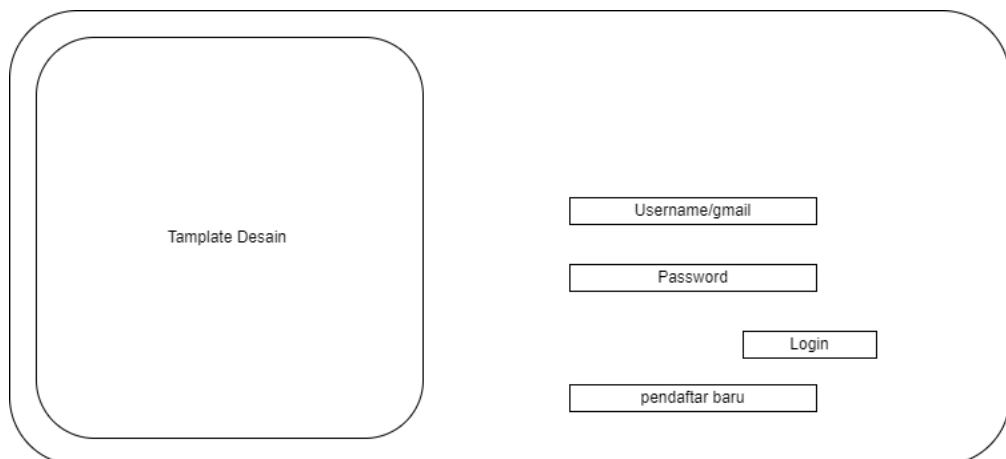 Tamplate Desain
Username/gmail
Password
Login
pendaftar baru